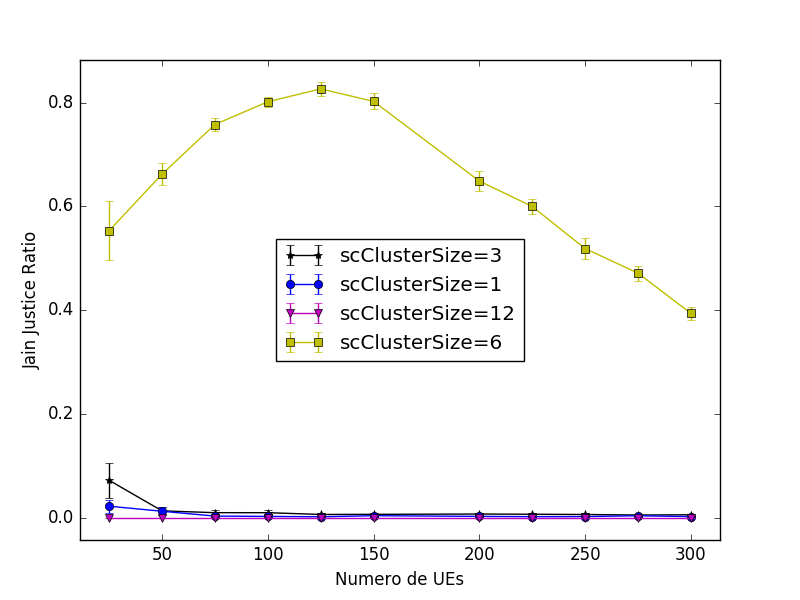 0.8
0.6
0.4
0.2
0.0
Jain Justice Ratio
scClusterSize=3
scClusterSize=1
scClusterSize=12
scClusterSize=6
50 100 150 200 250 300
Numero de UEs